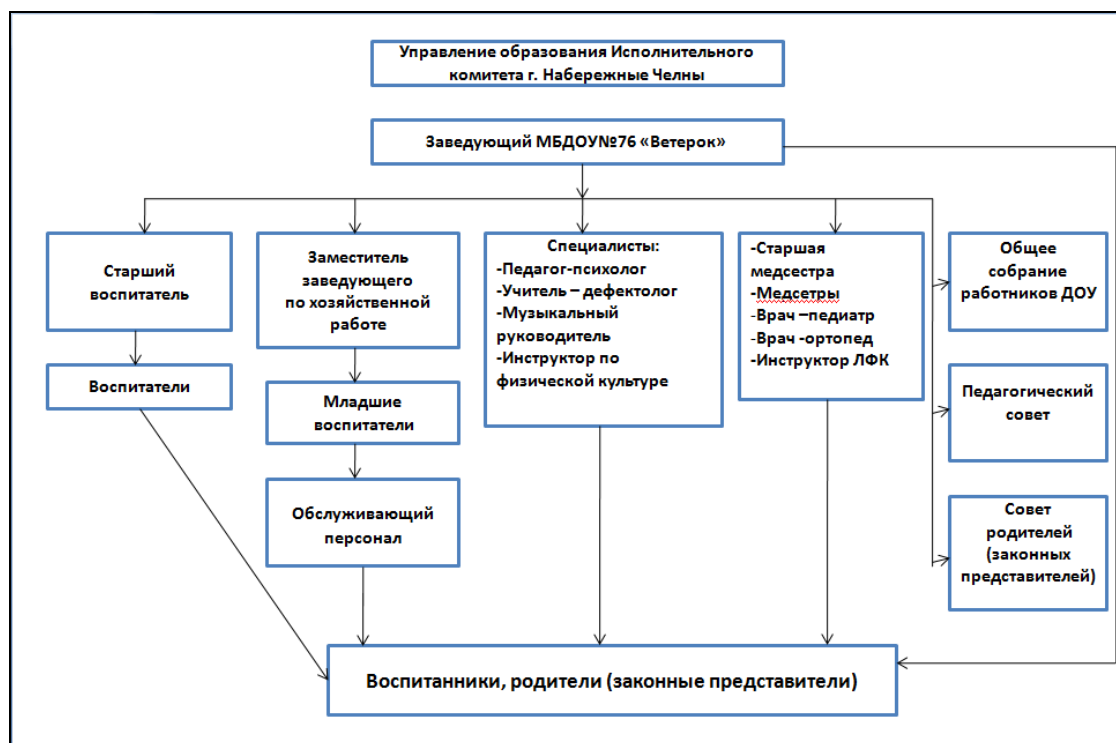 Управление образования Исполнительного
комитета г. Набережные Челны
Заведующий МБДОУ№76 «Ветерок»
Старший
воспитатель
Воспитатели
Заместитель
заведующего
по хозяйственной
работе
Младшие
воспитатели
Обслуживающий
персонал
Специалисты:
-Педагог-психолог
-Учитель – дефектолог
-Музыкальный
руководитель
-Инструктор по
физической культуре
-Старшая
медсестра
-Медсетры
-Врач –педиатр
-Врач -ортопед
-Инструктор ЛФК
Общее
собрание
работников ДОУ
Педагогический
совет
Совет
родителей
(законных
представителей)
Воспитанники, родители (законные представители)